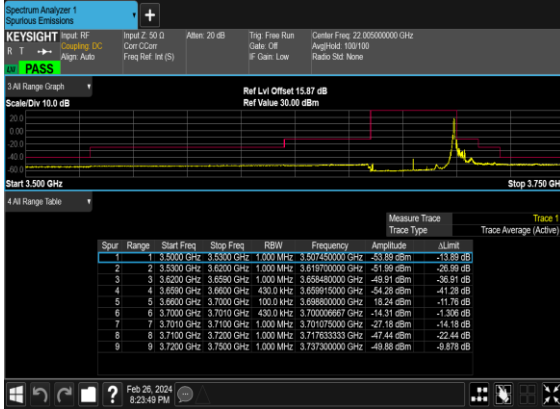 Spectrum Analyzer 1
Spurious Emissions
+
KEYSIGHT Input: RF Input Z: 50 Ω Atten: 20 dB Trig: Free Run Center Freq: 22.005000000 GHz
R T Coupling: DC Corr CCorr Gate: Off Avg|Hold: 100/100
Align: Auto Freq Ref: Int (S) IF Gain: Low Radio Std: None
PASS
3 All Range Graph
Ref Lvl Offset 15.87 dB
Scale/Div 10.0 dB Ref Value 30.00 dBm
20.0
0.00
-20.0
-40.0
-60.0
Start 3.500 GHz Stop 3.750 GH
4 All Range Table
Measure Trace Trace 1
Trace Type Trace Average (Active)
Spur Range Start Freq Stop Freq RBW Frequency Amplitude ΔLimit
1 1 3.5000 GHz 3.5300 GHz 1.000 MHz 3.507450000 GHz -53.89 dBm -13.89 dB
2 2 3.5300 GHz 3.6200 GHz 1.000 MHz 3.619700000 GHz -51.99 dBm -26.99 dB
3 3 3.6200 GHz 3.6590 GHz 1.000 MHz 3.658480000 GHz -49.91 dBm -36.91 dB
4 4 3.6590 GHz 3.6600 GHz 430.0 kHz 3.659915000 GHz -54.28 dBm -41.28 dB
5 5 3.6600 GHz 3.7000 GHz 100.0 kHz 3.698800000 GHz 18.24 dBm -11.76 dB
6 6 3.7000 GHz 3.7010 GHz 430.0 kHz 3.700006667 GHz -14.31 dBm -1.306 dB
7 7 3.7010 GHz 3.7100 GHz 1.000 MHz 3.701075000 GHz -27.18 dBm -14.18 dB
8 8 3.7100 GHz 3.7200 GHz 1.000 MHz 3.717633333 GHz -47.44 dBm -22.44 dB
9 9 3.7200 GHz 3.7500 GHz 1.000 MHz 3.737300000 GHz -49.88 dBm -9.878 dB
? Feb 26, 2024
8:23:49 PM